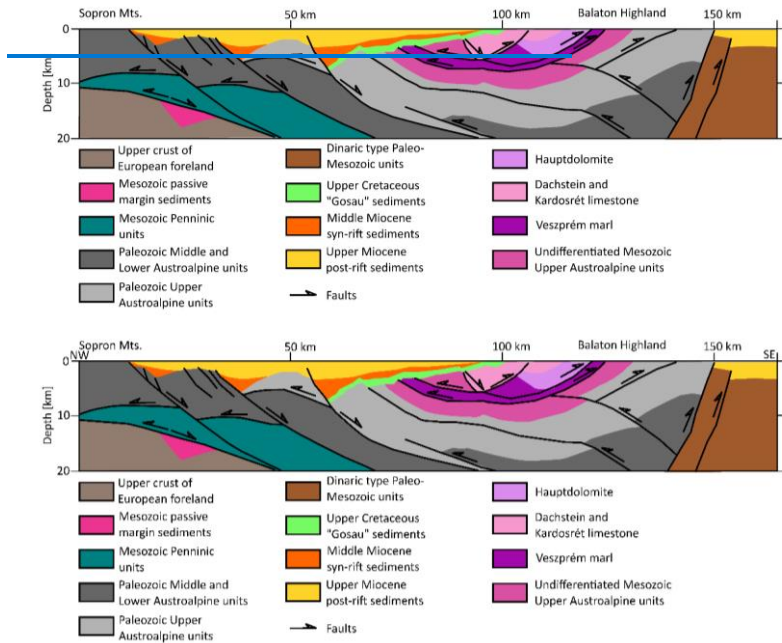 Sopron Mts. 50 km 100 km Balaton Highland 150 km
0
Depth [km]
10
20
Upper crust of
European foreland
Mesozoic passive
margin sediments
Mesozoic Penninic
units
Paleozoic Middle and
Lower Austroalpine units
Paleozoic Upper
Austroalpine units
Dinaric type Paleo-
Mesozoic units
Upper Cretaceous
"Gosau" sediments
Middle Miocene
syn-rift sediments
Upper Miocene
post-rift sediments
Faults
Hauptdolomite
Dachstein and
Kardosrét limestone
Veszprém marl
Undifferentiated Mesozoic
Upper Austroalpine units
Sopron Mts. 50 km 100 km Balaton Highland 150 km
NW SE
0
Depth [km]
10
20
Upper crust of
European foreland
Mesozoic passive
margin sediments
Mesozoic Penninic
units
Paleozoic Middle and
Lower Austroalpine units
Paleozoic Upper
Austroalpine units
Dinaric type Paleo-
Mesozoic units
Upper Cretaceous
"Gosau" sediments
Middle Miocene
syn-rift sediments
Upper Miocene
post-rift sediments
Faults
Hauptdolomite
Dachstein and
Kardosrét limestone
Veszprém marl
Undifferentiated Mesozoic
Upper Austroalpine units